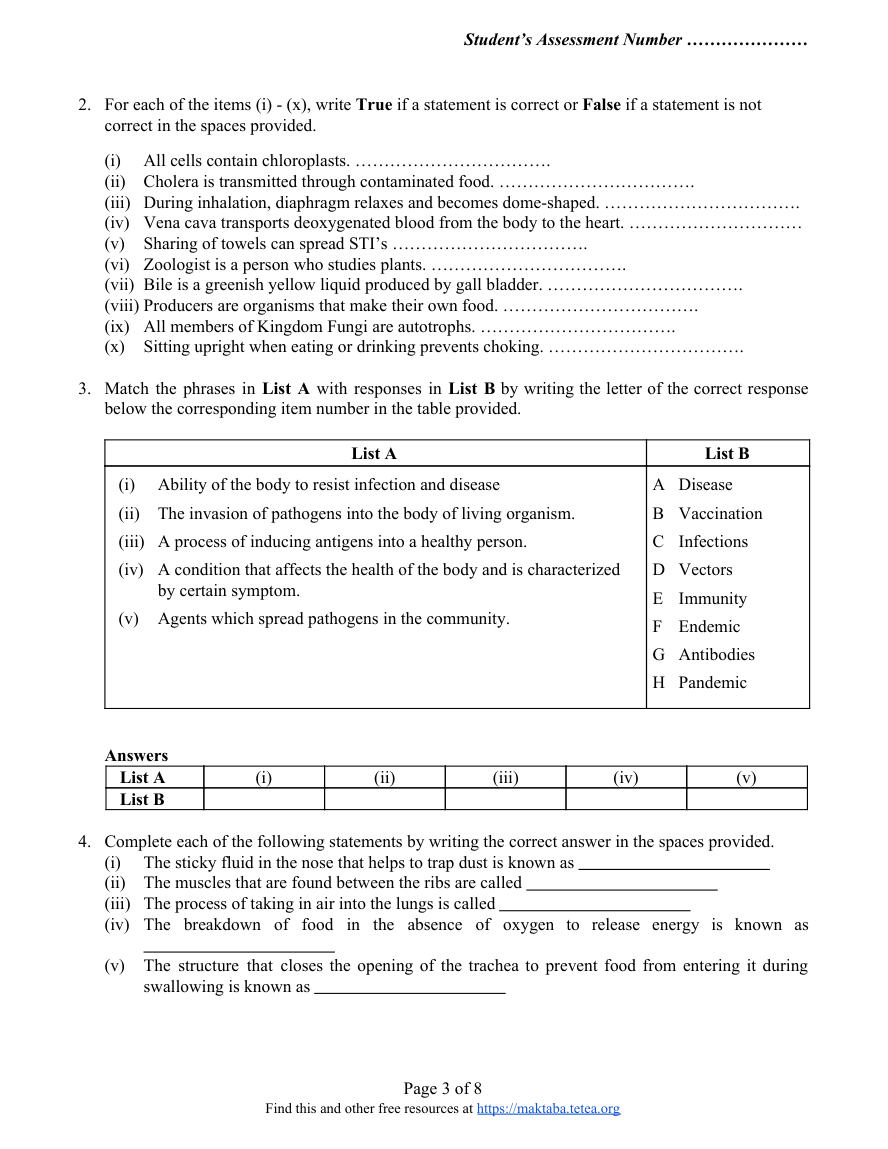 Student’s Assessment Number …………………
2. For each of the items (i) - (x), write True if a statement is correct or False if a statement is not
correct in the spaces provided.
(i) All cells contain chloroplasts. …………………………….
(ii) Cholera is transmitted through contaminated food. …………………………….
(iii) During inhalation, diaphragm relaxes and becomes dome-shaped. …………………………….
(iv) Vena cava transports deoxygenated blood from the body to the heart. …………………………
(v) Sharing of towels can spread STI’s …………………………….
(vi) Zoologist is a person who studies plants. …………………………….
(vii) Bile is a greenish yellow liquid produced by gall bladder. …………………………….
(viii) Producers are organisms that make their own food. …………………………….
(ix) All members of Kingdom Fungi are autotrophs. …………………………….
(x) Sitting upright when eating or drinking prevents choking. …………………………….
3. Match the phrases in List A with responses in List B by writing the letter of the correct response
below the corresponding item number in the table provided.
List A List B
(i) Ability of the body to resist infection and disease
(ii) The invasion of pathogens into the body of living organism.
(iii) A process of inducing antigens into a healthy person.
(iv) A condition that affects the health of the body and is characterized
by certain symptom.
(v) Agents which spread pathogens in the community.
A Disease
B Vaccination
C Infections
D Vectors
E Immunity
F Endemic
G Antibodies
H Pandemic
Answers
List A (i) (ii) (iii) (iv) (v)
List B
4. Complete each of the following statements by writing the correct answer in the spaces provided.
(i) The sticky fluid in the nose that helps to trap dust is known as ______________________
(ii) The muscles that are found between the ribs are called ______________________
(iii) The process of taking in air into the lungs is called ______________________
(iv) The breakdown of food in the absence of oxygen to release energy is known as
______________________
(v) The structure that closes the opening of the trachea to prevent food from entering it during
swallowing is known as ______________________
Page 3 of 8
Find this and other free resources at https://maktaba.tetea.org